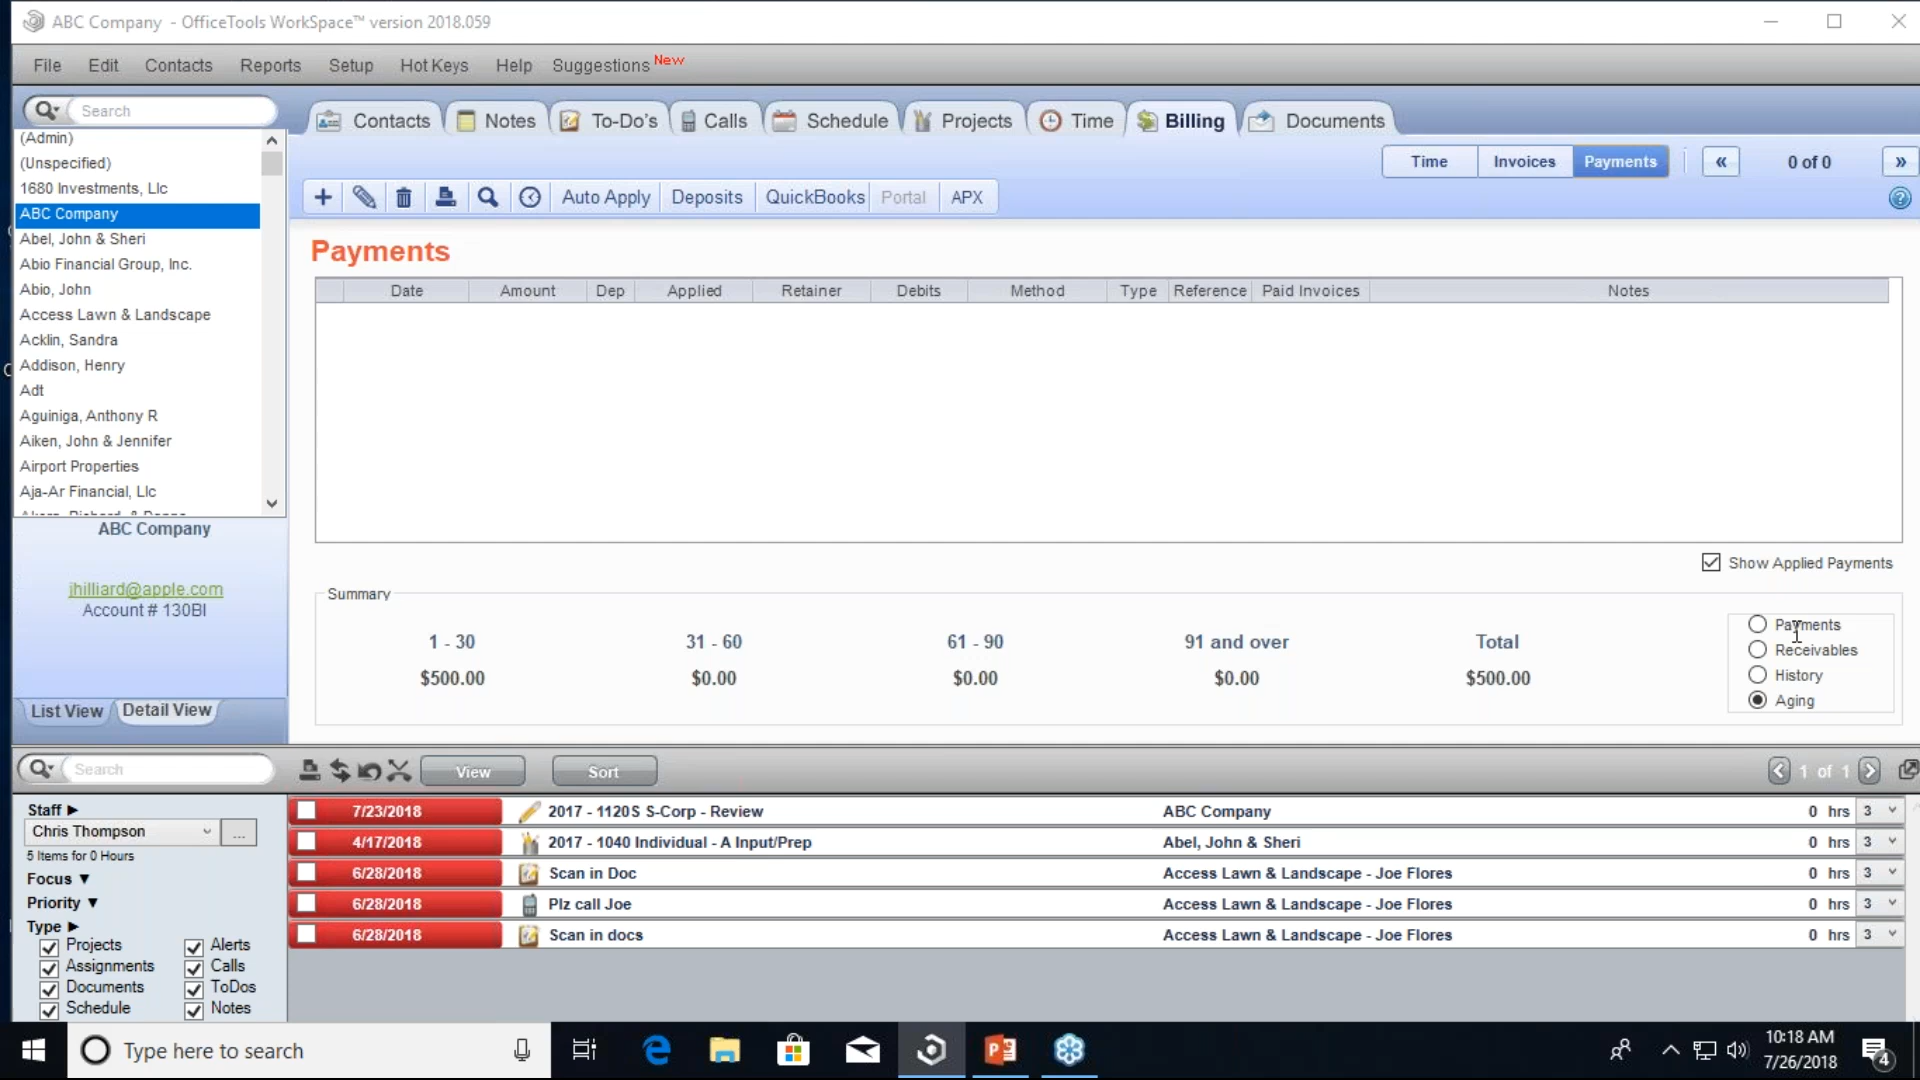 ABC Company - OfficeTools WorkSpace™ version 2018.059
File Edit Contacts Reports Setup Hot Keys Help Suggestions New
Search
Contacts Notes To-Do's Calls Schedule Projects Time Billing Documents
Time Invoices Payments « 0 of 0 »
Auto Apply Deposits QuickBooks Portal APX
(Admin)
(Unspecified)
1680 Investments, Llc
ABC Company
Abel, John & Sheri
Abio Financial Group, Inc.
Abio, John
Access Lawn & Landscape
Acklin, Sandra
Addison, Henry
Adt
Aguiniga, Anthony R
Aiken, John & Jennifer
Airport Properties
Aja-Ar Financial, Llc
ABC Company
jhilliard@apple.com
Account # 130BI
List View Detail View
Payments
Date Amount Dep Applied Retainer Debits Method Type Reference Paid Invoices Notes
Show Applied Payments
Summary
1 - 30 31 - 60 61 - 90 91 and over Total
$500.00 $0.00 $0.00 $0.00 $500.00
Payments
Receivables
History
Aging
Search
View Sort 1 of 1
Staff
Chris Thompson ...
5 Items for 0 Hours
Focus
Priority
Type
Projects Alerts
Assignments Calls
Documents ToDos
Schedule Notes
7/23/2018 2017 - 1120S S-Corp - Review ABC Company 0 hrs 3
4/17/2018 2017 - 1040 Individual - A Input/Prep Abel, John & Sheri 0 hrs 3
6/28/2018 Scan in Doc Access Lawn & Landscape - Joe Flores 0 hrs 3
6/28/2018 Plz call Joe Access Lawn & Landscape - Joe Flores 0 hrs 3
6/28/2018 Scan in docs Access Lawn & Landscape - Joe Flores 0 hrs 3
Type here to search
10:18 AM
7/26/2018
4